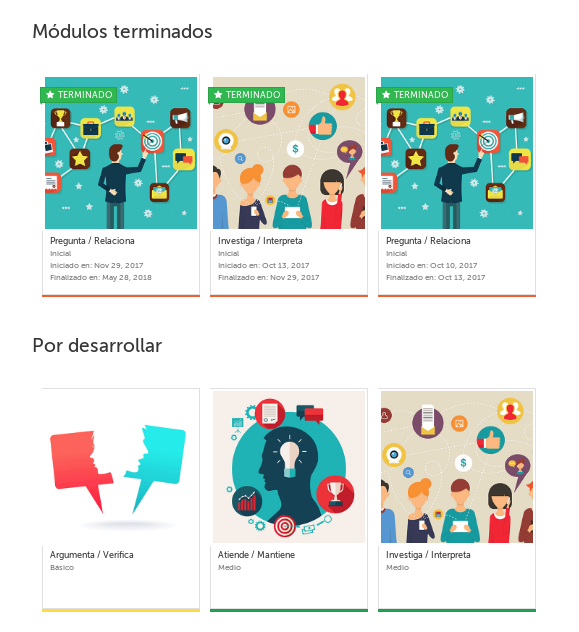 Módulos terminados
TERMINADO
TERMINADO
TERMINADO
Pregunta / Relaciona
Inicial
Iniciado en: Nov 29, 2017
Finalizado en: May 28, 2018
Investiga / Interpreta
Inicial
Iniciado en: Oct 13, 2017
Finalizado en: Nov 29, 2017
Pregunta / Relaciona
Inicial
Iniciado en: Oct 10, 2017
Finalizado en: Oct 13, 2017
Por desarrollar
Argumenta / Verifica
Básico
Atiende / Mantiene
Medio
Investiga / Interpreta
Medio